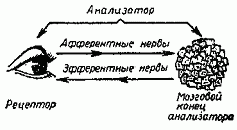 Анализатор
Афферентные нервы
Эфферентные нервы
Рецептор
Мозговой
конец
анализатора